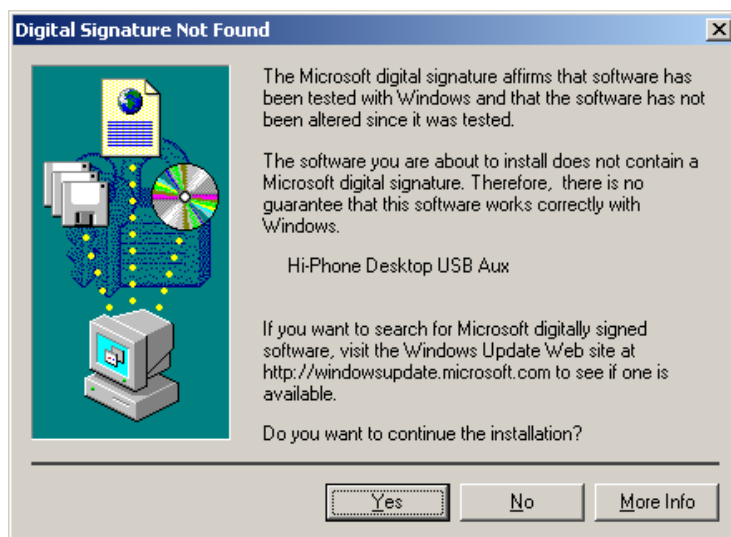 Digital Signature Not Found
The Microsoft digital signature affirms that software has
been tested with Windows and that the software has not
been altered since it was tested.
The software you are about to install does not contain a
Microsoft digital signature. Therefore, there is no
guarantee that this software works correctly with
Windows.
Hi-Phone Desktop USB Aux
If you want to search for Microsoft digitally signed
software, visit the Windows Update Web site at
http://windowsupdate.microsoft.com to see if one is
available.
Do you want to continue the installation?
Yes
No
More Info